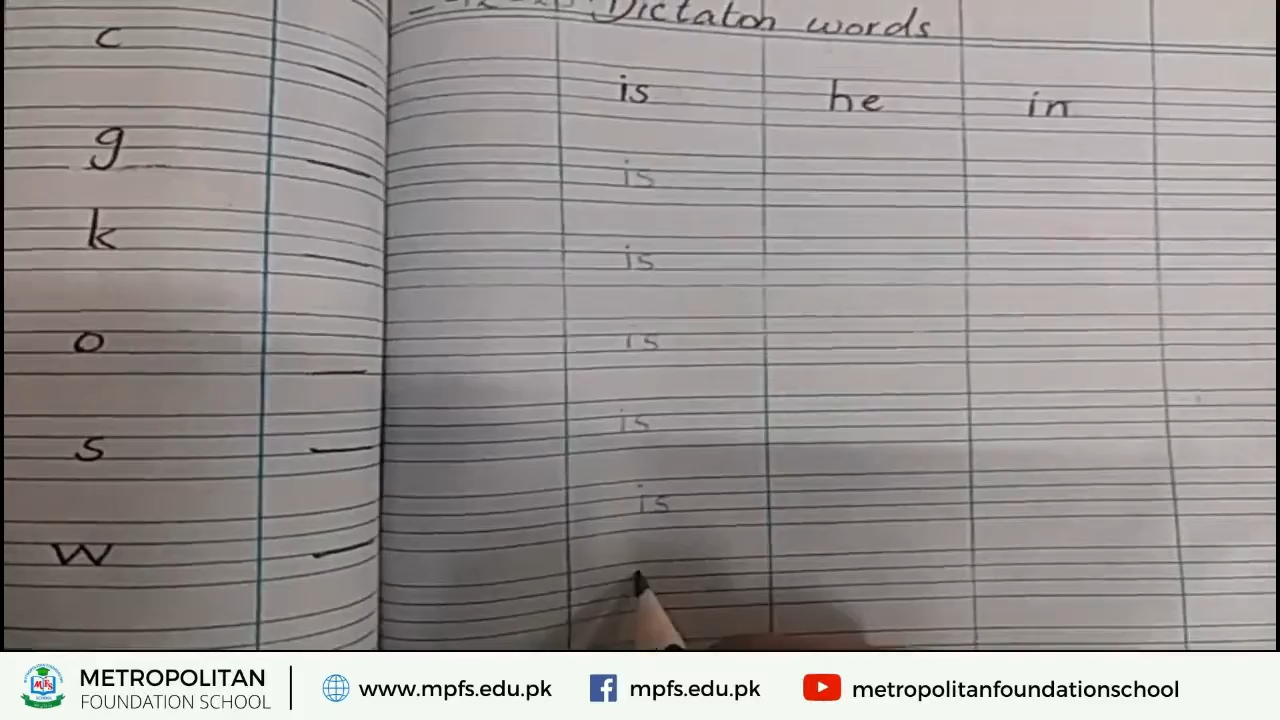 c
g
k
o
s
w
Dictaton words
is he in
is
is
is
is
is
METROPOLITAN
FOUNDATION SCHOOL
www.mpfs.edu.pk
mpfs.edu.pk
metropolitanfoundationschool